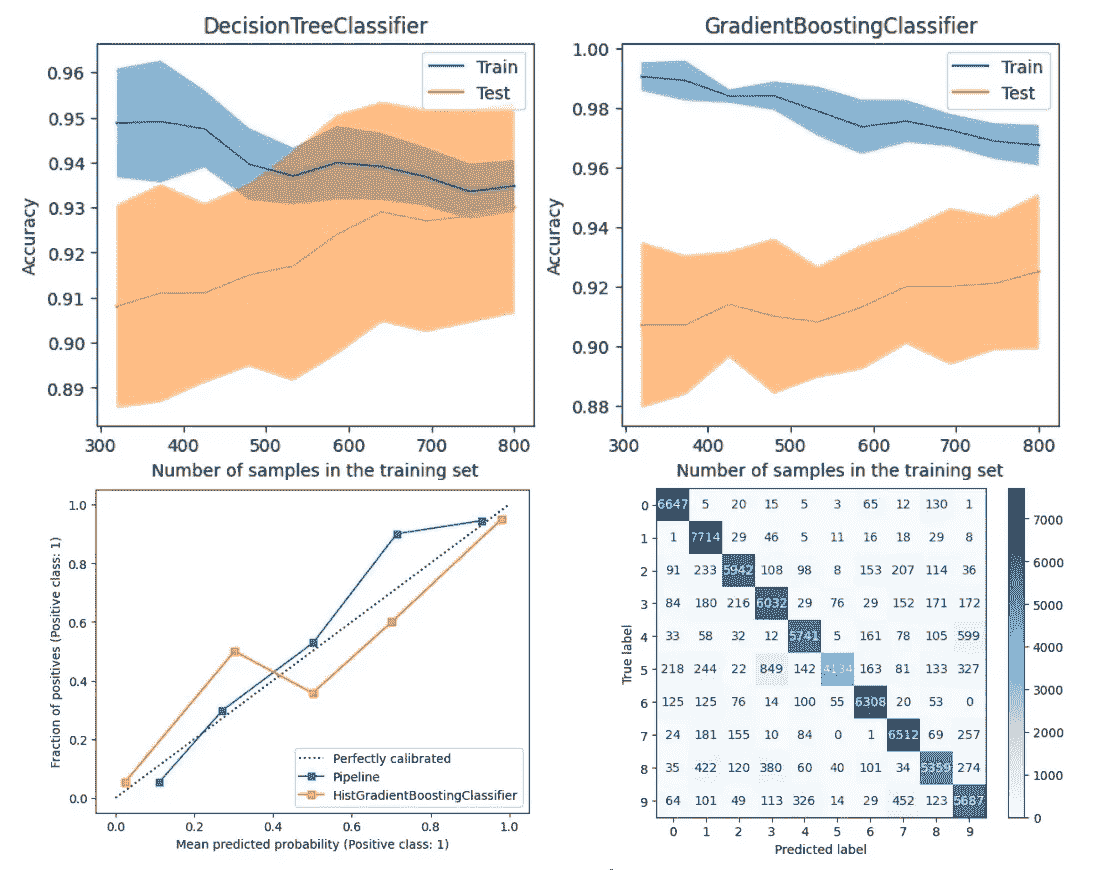 DecisionTreeClassifier
Train
Test
0.96
0.95
0.94
0.93
0.92
0.91
0.90
0.89
Accuracy
300 400 500 600 700 800
Number of samples in the training set
GradientBoostingClassifier
Train
Test
1.00
0.98
0.96
0.94
0.92
0.90
0.88
Accuracy
300 400 500 600 700 800
Number of samples in the training set
1.0
0.8
0.6
0.4
0.2
0.0
Fraction of positives (Positive class: 1)
Perfectly calibrated
Pipeline
HistGradientBoostingClassifier
0.0 0.2 0.4 0.6 0.8 1.0
Mean predicted probability (Positive class: 1)
True label
0 6647 5 20 15 5 3 65 12 130 1
1 1 7714 29 46 5 11 16 18 29 8
2 91 233 5942 108 98 8 153 207 114 36
3 84 180 216 6032 29 76 29 152 171 172
4 33 58 32 12 5741 5 161 78 105 599
5 218 244 22 849 142 4134 163 81 133 327
6 125 125 76 14 100 55 6308 20 53 0
7 24 181 155 10 84 0 1 6512 69 257
8 35 422 120 380 60 40 101 34 5359 274
9 64 101 49 113 326 14 29 452 123 5687
0 1 2 3 4 5 6 7 8 9
Predicted label
7000
6000
5000
4000
3000
2000
1000
0